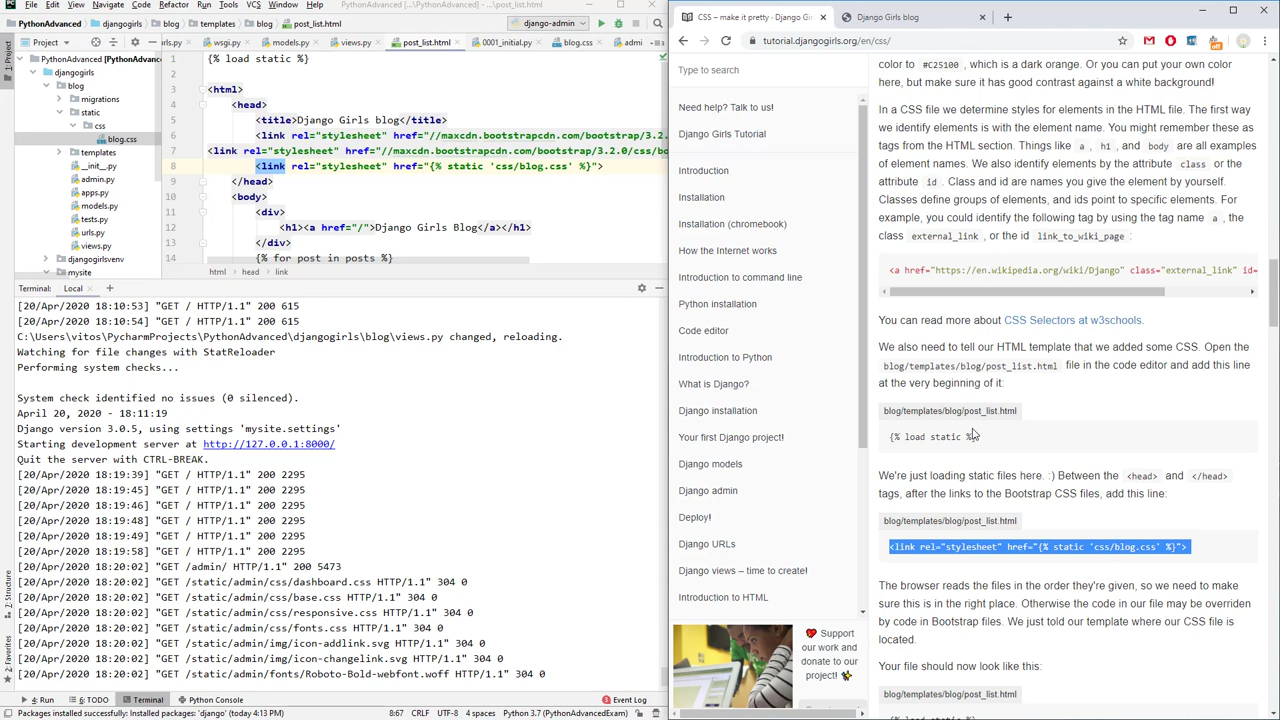 File Edit View Navigate Code Refactor Run Tools VCS Window Help
PythonAdvanced djangogirls blog templates blog post_list.html django-admin
Project
wsgi.py models.py views.py post_list.html 0001_initial.py blog.css
PythonAdvanced
djangogirls
blog
migrations
static
css
blog.css
templates
__init__.py
admin.py
apps.py
models.py
tests.py
urls.py
views.py
djangogirlsvenv
mysite
1 {% load static %}
2
3 <html>
4 <head>
5 <title>Django Girls blog</title>
6 <link rel="stylesheet" href="//maxcdn.bootstrapcdn.com/bootstrap/3.2.
7 <link rel="stylesheet" href="//maxcdn.bootstrapcdn.com/bootstrap/3.2.0/css/bo
8 <link rel="stylesheet" href="{% static 'css/blog.css' %}">
9 </head>
10 <body>
11 <div>
12 <h1><a href="/">Django Girls Blog</a></h1>
13 </div>
14 {% for post in posts %}
html head link
Terminal: Local
[20/Apr/2020 18:10:53] "GET / HTTP/1.1" 200 615
[20/Apr/2020 18:10:54] "GET / HTTP/1.1" 200 615
C:\Users\vitos\PycharmProjects\PythonAdvanced\djangogirls\blog\views.py changed, reloading.
Watching for file changes with StatReloader
Performing system checks...
System check identified no issues (0 silenced).
April 20, 2020 - 18:11:19
Django version 3.0.5, using settings 'mysite.settings'
Starting development server at http://127.0.0.1:8000/
Quit the server with CTRL-BREAK.
[20/Apr/2020 18:19:39] "GET / HTTP/1.1" 200 2295
[20/Apr/2020 18:19:45] "GET / HTTP/1.1" 200 2295
[20/Apr/2020 18:19:46] "GET / HTTP/1.1" 200 2295
[20/Apr/2020 18:19:48] "GET / HTTP/1.1" 200 2295
[20/Apr/2020 18:19:49] "GET / HTTP/1.1" 200 2295
[20/Apr/2020 18:19:58] "GET / HTTP/1.1" 200 2295
[20/Apr/2020 18:20:02] "GET /admin/ HTTP/1.1" 200 5473
[20/Apr/2020 18:20:02] "GET /static/admin/css/dashboard.css HTTP/1.1" 304 0
[20/Apr/2020 18:20:02] "GET /static/admin/css/base.css HTTP/1.1" 304 0
[20/Apr/2020 18:20:02] "GET /static/admin/css/responsive.css HTTP/1.1" 304 0
[20/Apr/2020 18:20:02] "GET /static/admin/css/fonts.css HTTP/1.1" 304 0
[20/Apr/2020 18:20:02] "GET /static/admin/img/icon-addlink.svg HTTP/1.1" 304 0
[20/Apr/2020 18:20:02] "GET /static/admin/img/icon-changelink.svg HTTP/1.1" 304 0
[20/Apr/2020 18:20:02] "GET /static/admin/fonts/Roboto-Bold-webfont.woff HTTP/1.1" 304 0
4: Run 6: TODO Terminal Python Console Event Log
Packages installed successfully: Installed packages: 'django' (today 4:13 PM) 8:67 CRLF UTF-8 4 spaces Python 3.7 (PythonAdvancedExam)
CSS – make it pretty · Django Gi Django Girls blog
tutorial.djangogirls.org/en/css/
Type to search
Need help? Talk to us!
Django Girls Tutorial
Introduction
Installation
Installation (chromebook)
How the Internet works
Introduction to command line
Python installation
Code editor
Introduction to Python
What is Django?
Django installation
Your first Django project!
Django models
Django admin
Deploy!
Django URLs
Django views – time to create!
Introduction to HTML
Support
our work and
donate to our
project!
color to #C25100, which is a dark orange. Or you can put your own color
here, but make sure it has good contrast against a white background!
In a CSS file we determine styles for elements in the HTML file. The first way
we identify elements is with the element name. You might remember these as
tags from the HTML section. Things like a, h1, and body are all examples
of element names. We also identify elements by the attribute class or the
attribute id. Class and id are names you give the element by yourself.
Classes define groups of elements, and ids point to specific elements. For
example, you could identify the following tag by using the tag name a, the
class external_link, or the id link_to_wiki_page:
<a href="https://en.wikipedia.org/wiki/Django" class="external_link" id=
You can read more about CSS Selectors at w3schools.
We also need to tell our HTML template that we added some CSS. Open the
blog/templates/blog/post_list.html file in the code editor and add this line
at the very beginning of it:
blog/templates/blog/post_list.html
{% load static %}
We're just loading static files here. :) Between the <head> and </head>
tags, after the links to the Bootstrap CSS files, add this line:
blog/templates/blog/post_list.html
<link rel="stylesheet" href="{% static 'css/blog.css' %}">
The browser reads the files in the order they're given, so we need to make
sure this is in the right place. Otherwise the code in our file may be overriden
by code in Bootstrap files. We just told our template where our CSS file is
located.
Your file should now look like this:
blog/templates/blog/post_list.html